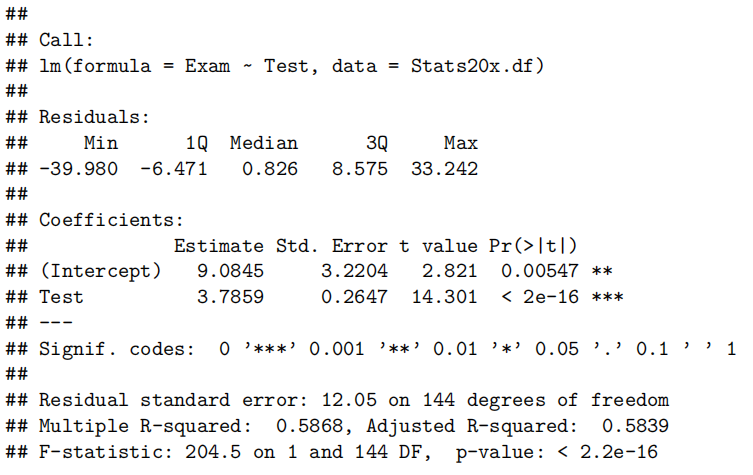 ##
## Call:
## lm(formula = Exam ~ Test, data = Stats20x.df)
##
## Residuals:
##     Min      1Q  Median      3Q     Max
## -39.980  -6.471   0.826   8.575  33.242
##
## Coefficients:
##             Estimate Std. Error t value Pr(>|t|)
## (Intercept)   9.0845     3.2204   2.821  0.00547 **
## Test          3.7859     0.2647  14.301  < 2e-16 ***
## ---
## Signif. codes:  0 ’***’ 0.001 ’**’ 0.01 ’*’ 0.05 ’.’ 0.1 ’ ’ 1
##
## Residual standard error: 12.05 on 144 degrees of freedom
## Multiple R-squared:  0.5868, Adjusted R-squared:  0.5839
## F-statistic: 204.5 on 1 and 144 DF,  p-value: < 2.2e-16